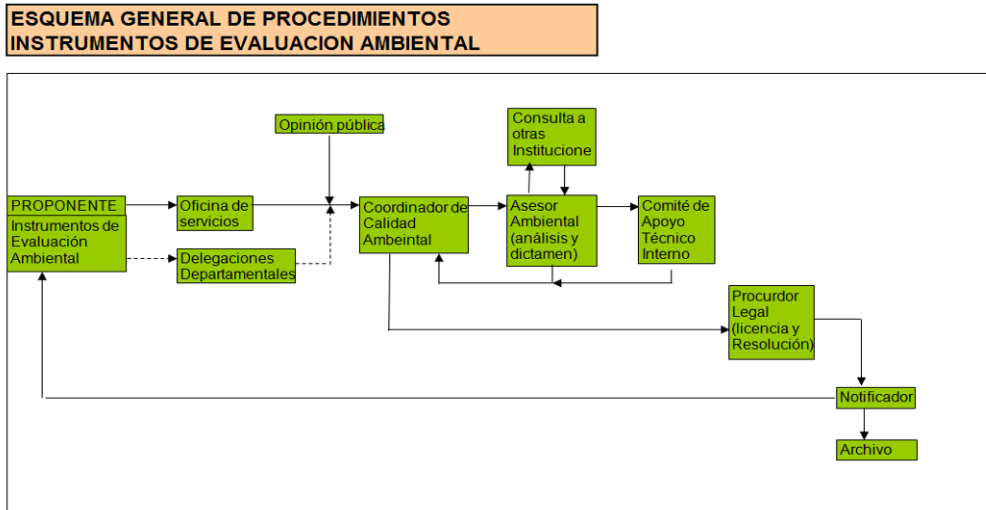 ESQUEMA GENERAL DE PROCEDIMIENTOS
INSTRUMENTOS DE EVALUACION AMBIENTAL
Opinión pública
Consulta a
otras
Institucione
PROPONENTE
Instrumentos de
Evaluación
Ambiental
Oficina de
servicios
Delegaciones
Departamentales
Coordinador de
Calidad
Ambeintal
Asesor
Ambiental
(análisis y
dictamen)
Comité de
Apoyo
Técnico
Interno
Procurdor
Legal
(licencia y
Resolución)
Notificador
Archivo